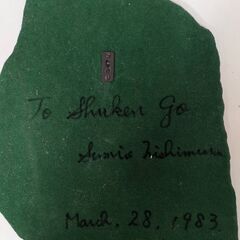 To Shuken Go
Sumio Nishimura
March, 28, 1983